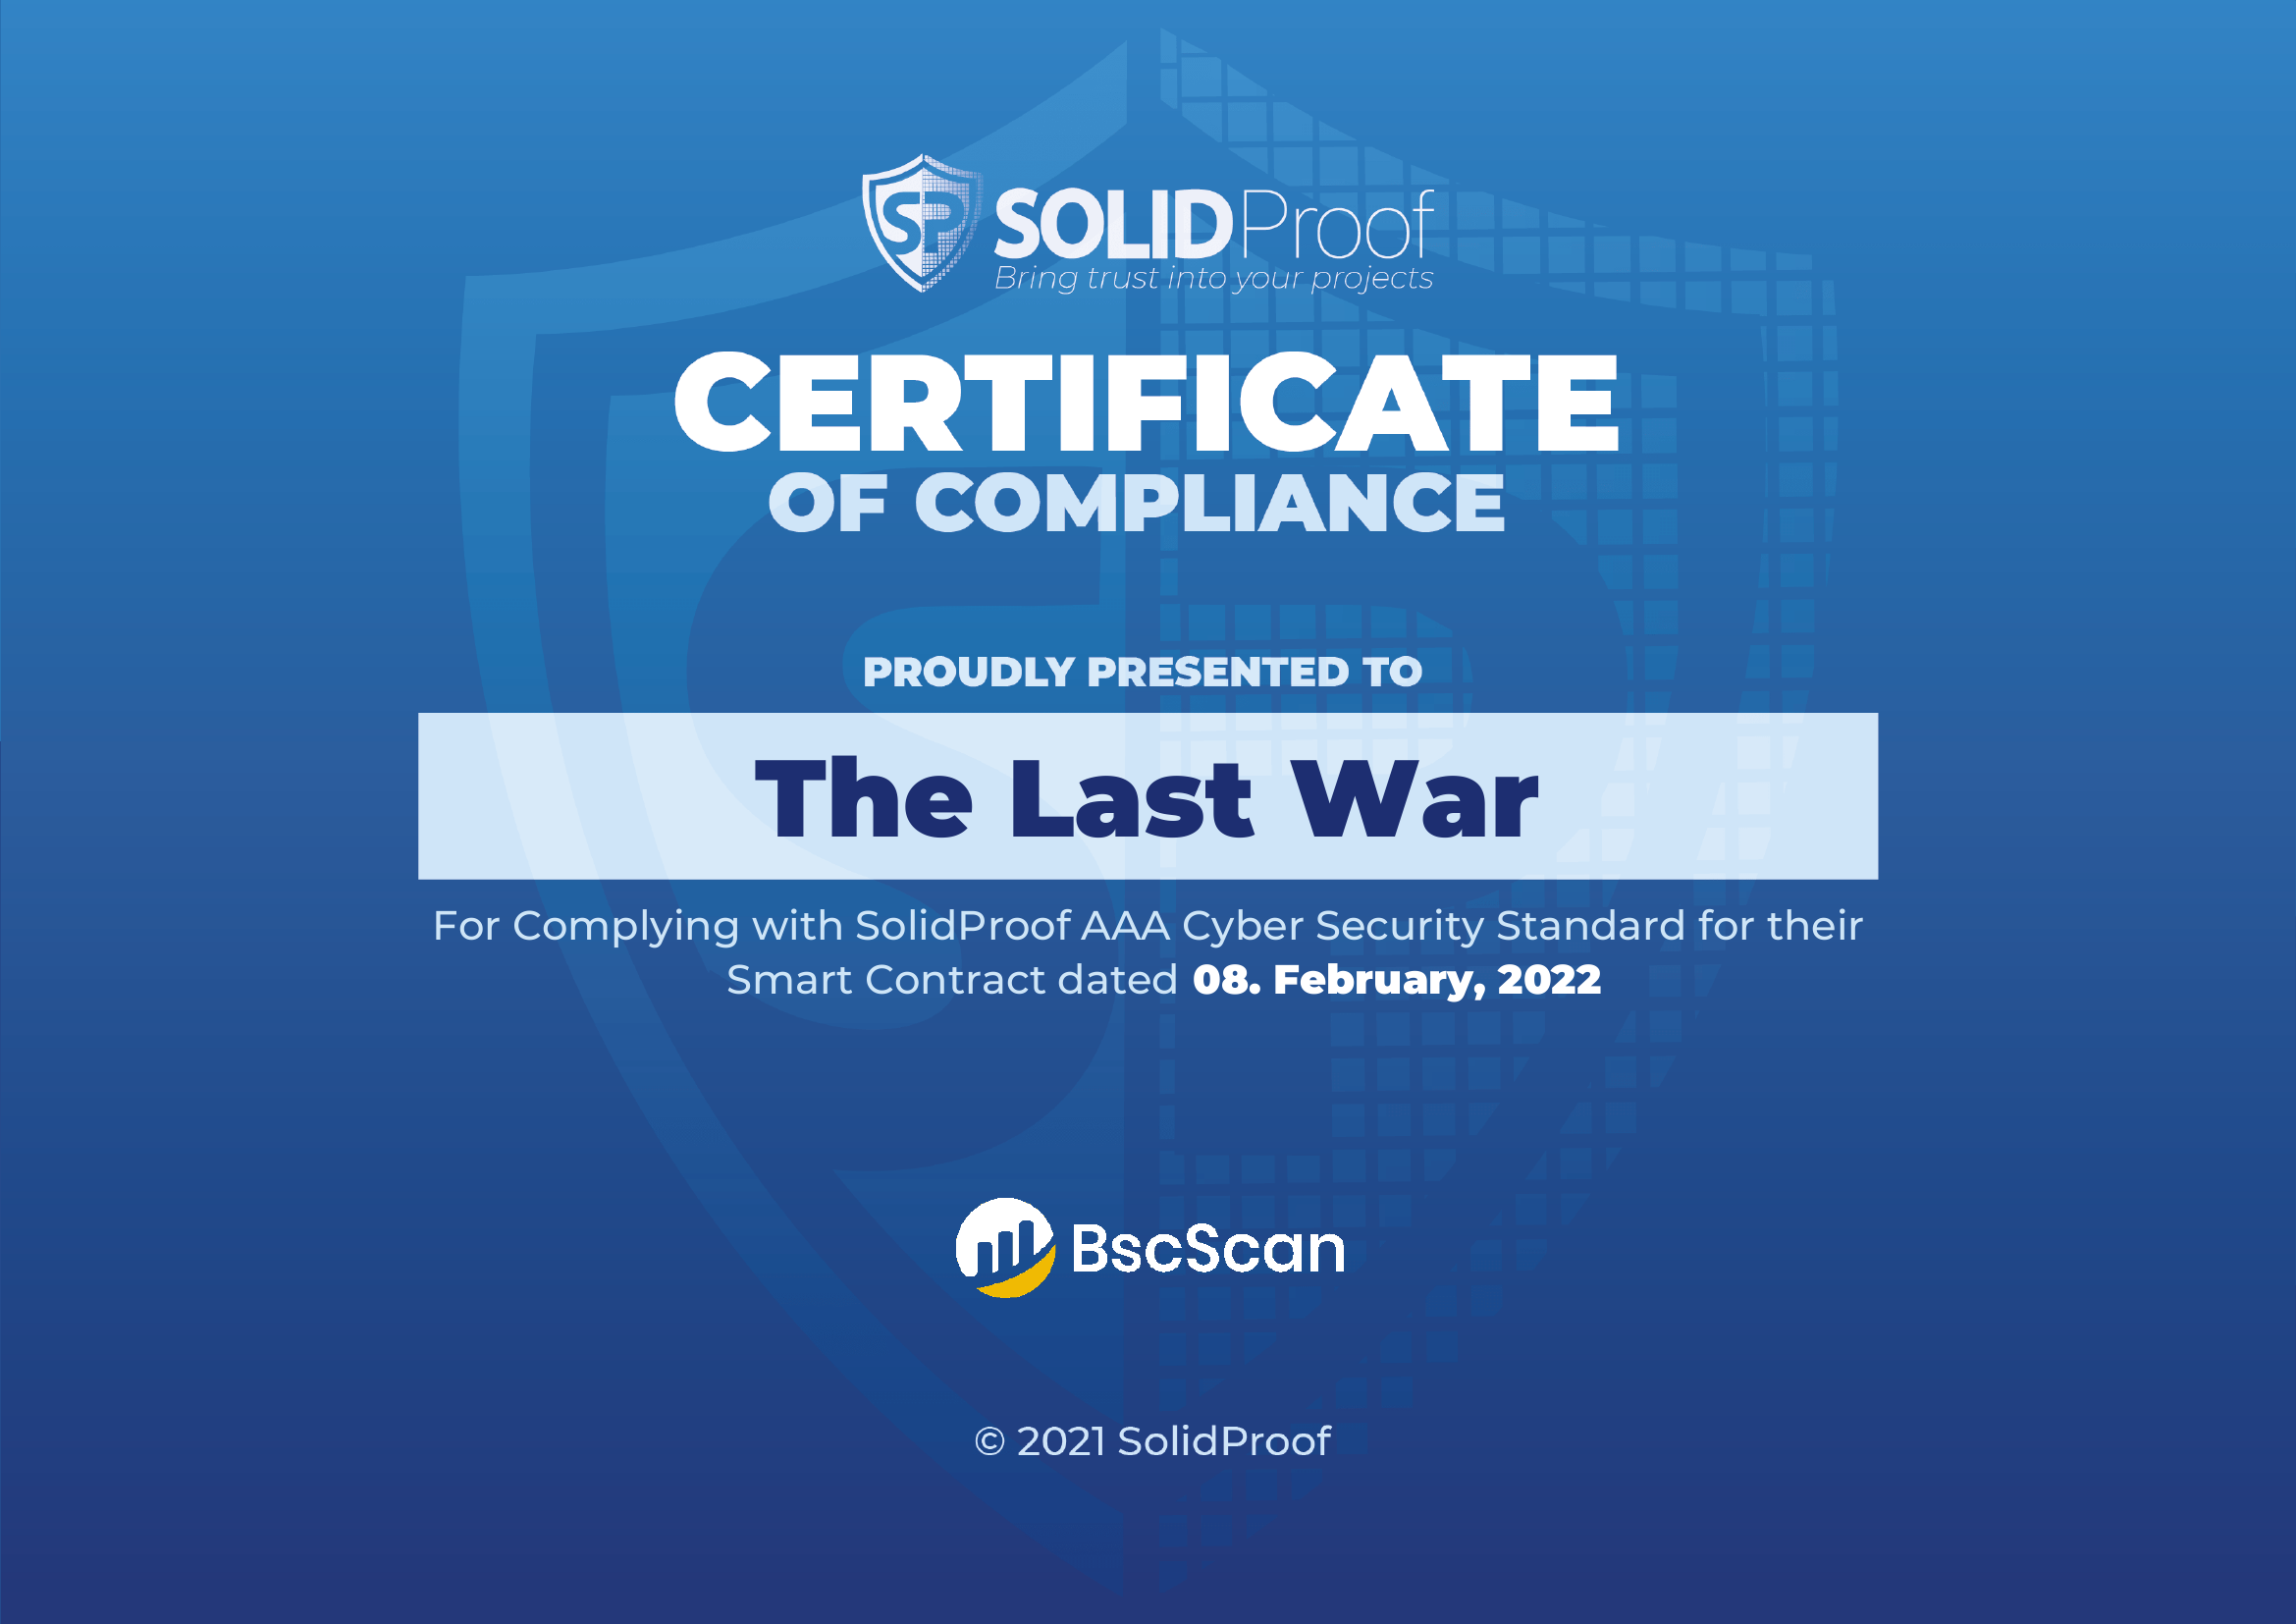 SP SOLIDProof
Bring trust into your projects
CERTIFICATE
OF COMPLIANCE
PROUDLY PRESENTED TO
The Last War
For Complying with SolidProof AAA Cyber Security Standard for their
Smart Contract dated 08. February, 2022
BscScan
© 2021 SolidProof